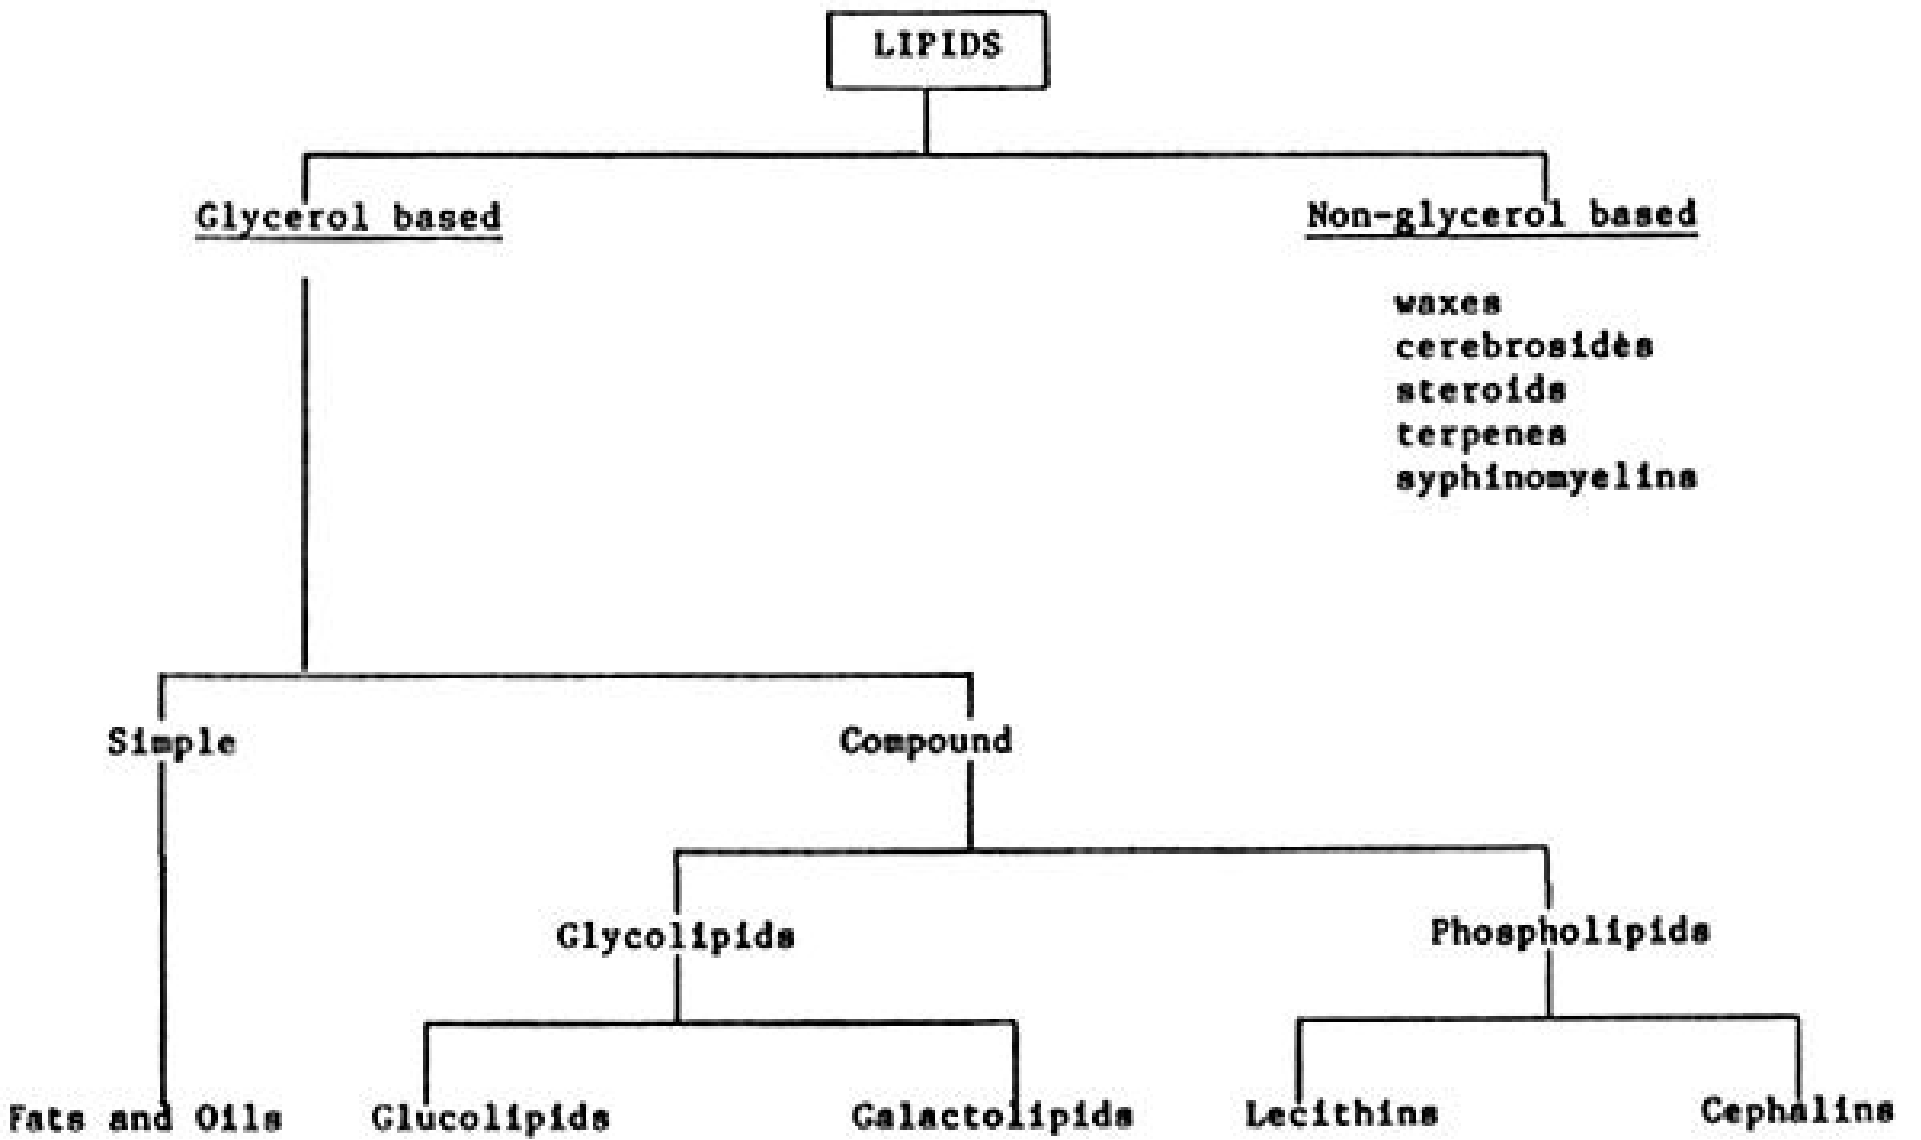 LIPIDS
Glycerol based
Non-glycerol based
waxes
cerebrosides
steroids
terpenes
syphinomyelins
Simple
Compound
Glycolipids
Phospholipids
Fats and Oils
Glucolipids
Galactolipids
Lecithins
Cephalins